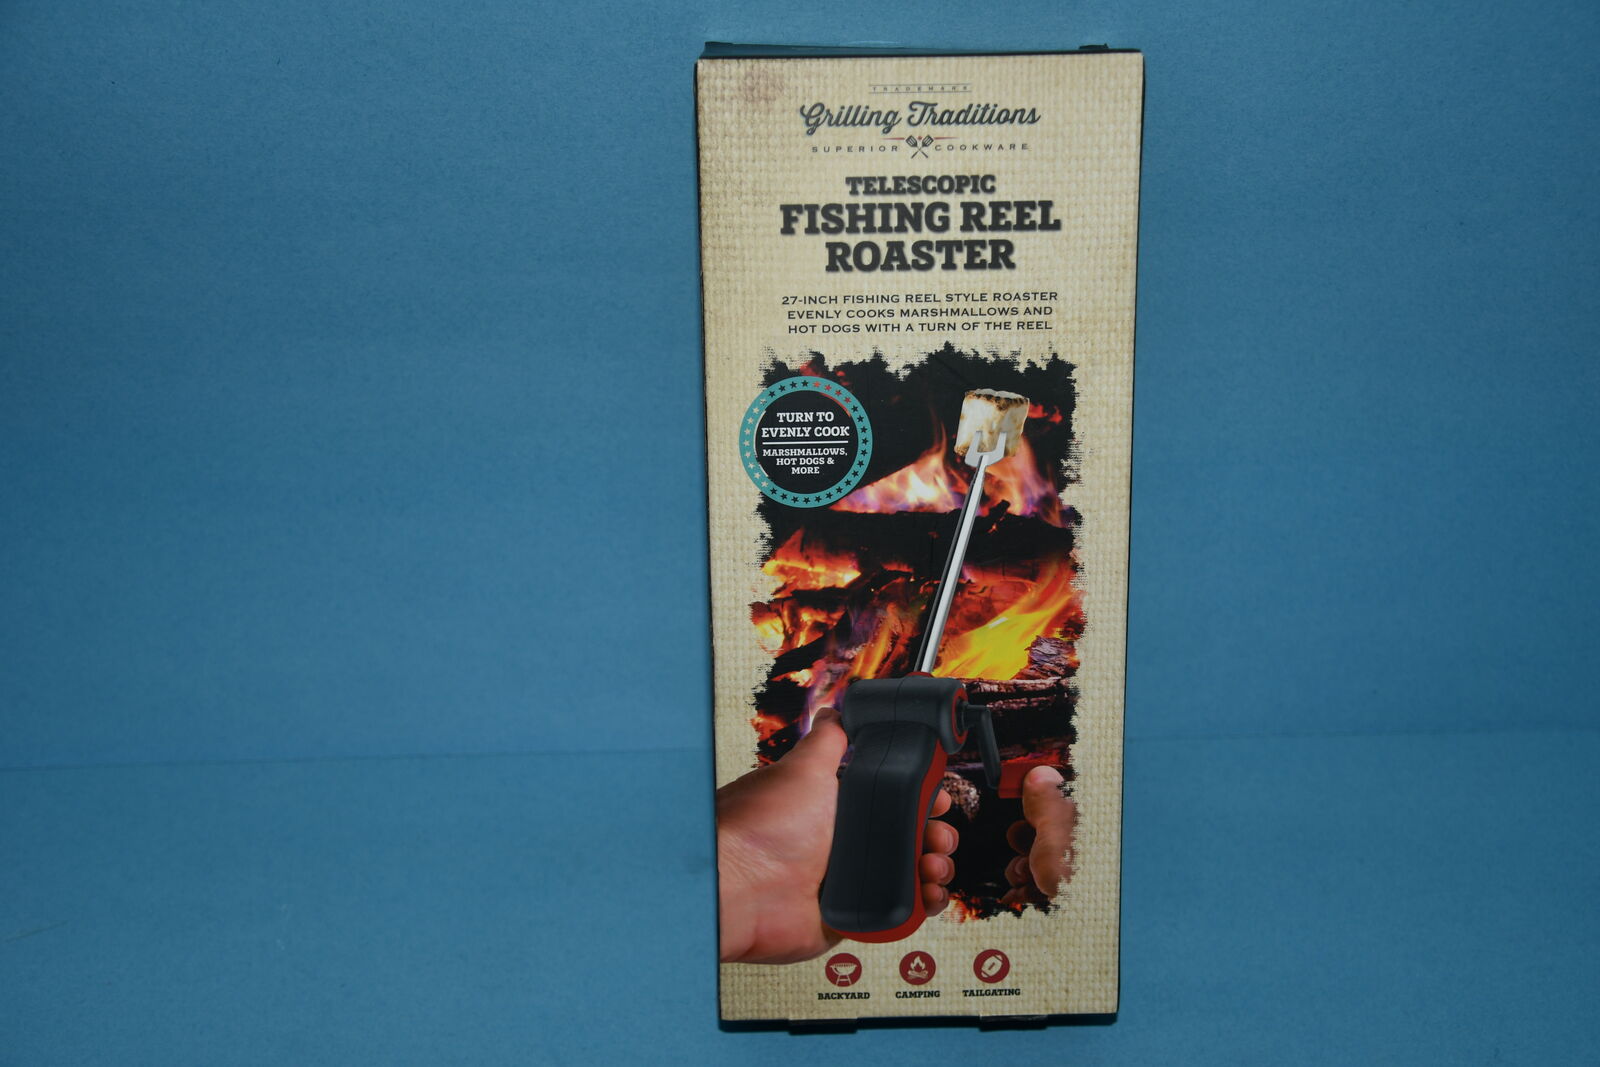 TRADEMARK
Grilling Traditions
SUPERIOR COOKWARE
TELESCOPIC
FISHING REEL
ROASTER
27-INCH FISHING REEL STYLE ROASTER
EVENLY COOKS MARSHMALLOWS AND
HOT DOGS WITH A TURN OF THE REEL
TURN TO
EVENLY COOK
MARSHMALLOWS,
HOT DOGS &
MORE
BACKYARD CAMPING TAILGATING